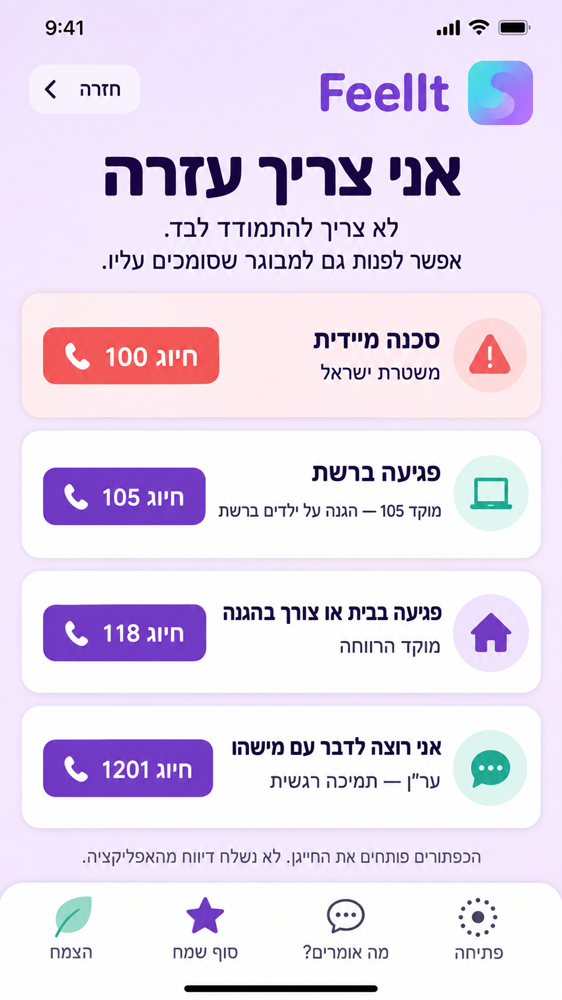 9:41
חזרה
FeelIt
אני צריך עזרה
לא צריך להתמודד לבד.
אפשר לפנות גם למבוגר שסומכים עליו.
סכנה מיידית
משטרת ישראל
חיוג 100
פגיעה ברשת
מוקד 105 — הגנה על ילדים ברשת
חיוג 105
פגיעה בבית או צורך בהגנה
מוקד הרווחה
חיוג 118
אני רוצה לדבר עם מישהו
ער"ן — תמיכה רגשית
חיוג 1201
הכפתורים פותחים את החייגן. לא נשלח דיווח מהאפליקציה.
פתיחה
מה אומרים?
סוף שמח
הצמח